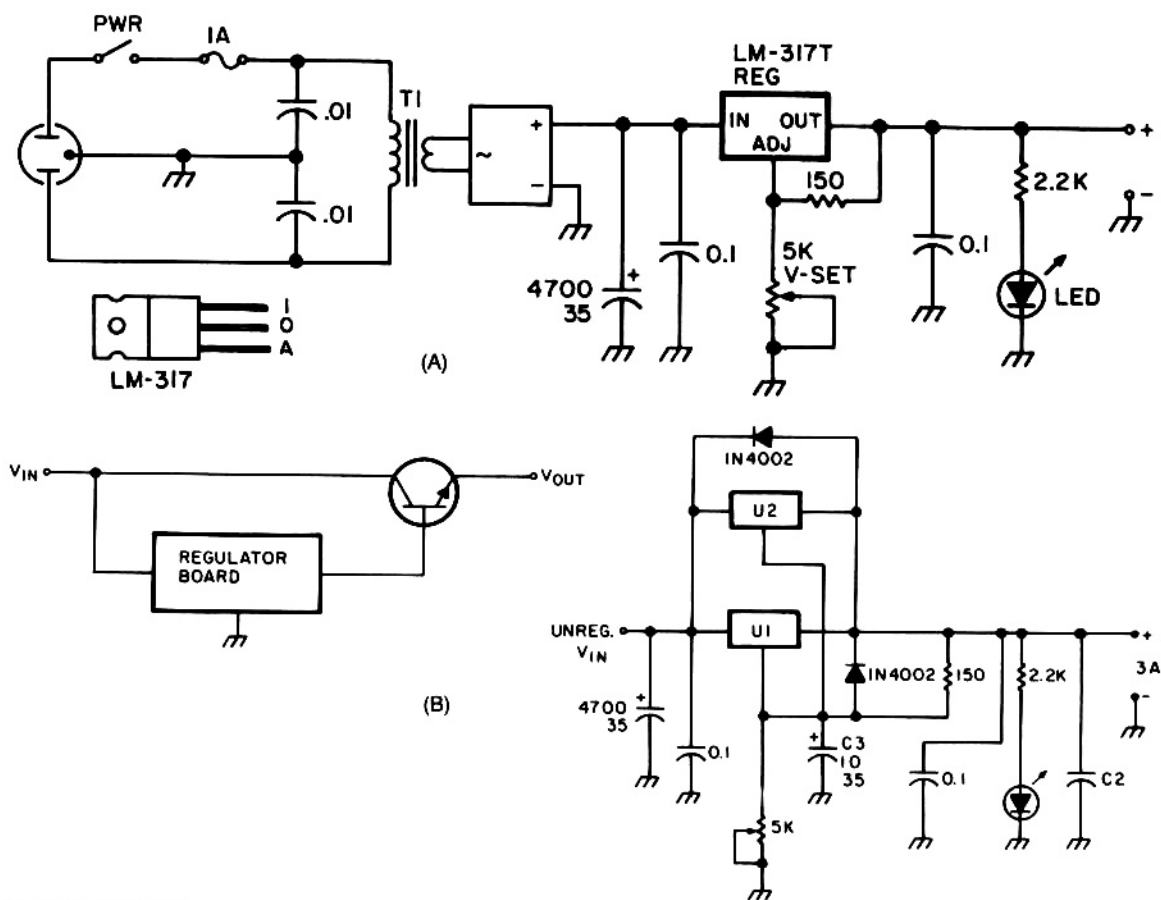 PWR
1A
.01
.01
T1
~
+
-
4700
35
+
0.1
LM-317T
REG
IN OUT
ADJ
150
5K
V-SET
0.1
2.2K
LED
+
-
I
O
A
LM-317
(A)
VIN
VOUT
REGULATOR
BOARD
(B)
IN4002
U2
UNREG.
VIN
U1
+
4700
35
0.1
IN4002
150
2.2K
+
3A
-
+
C3
10
35
0.1
C2
5K